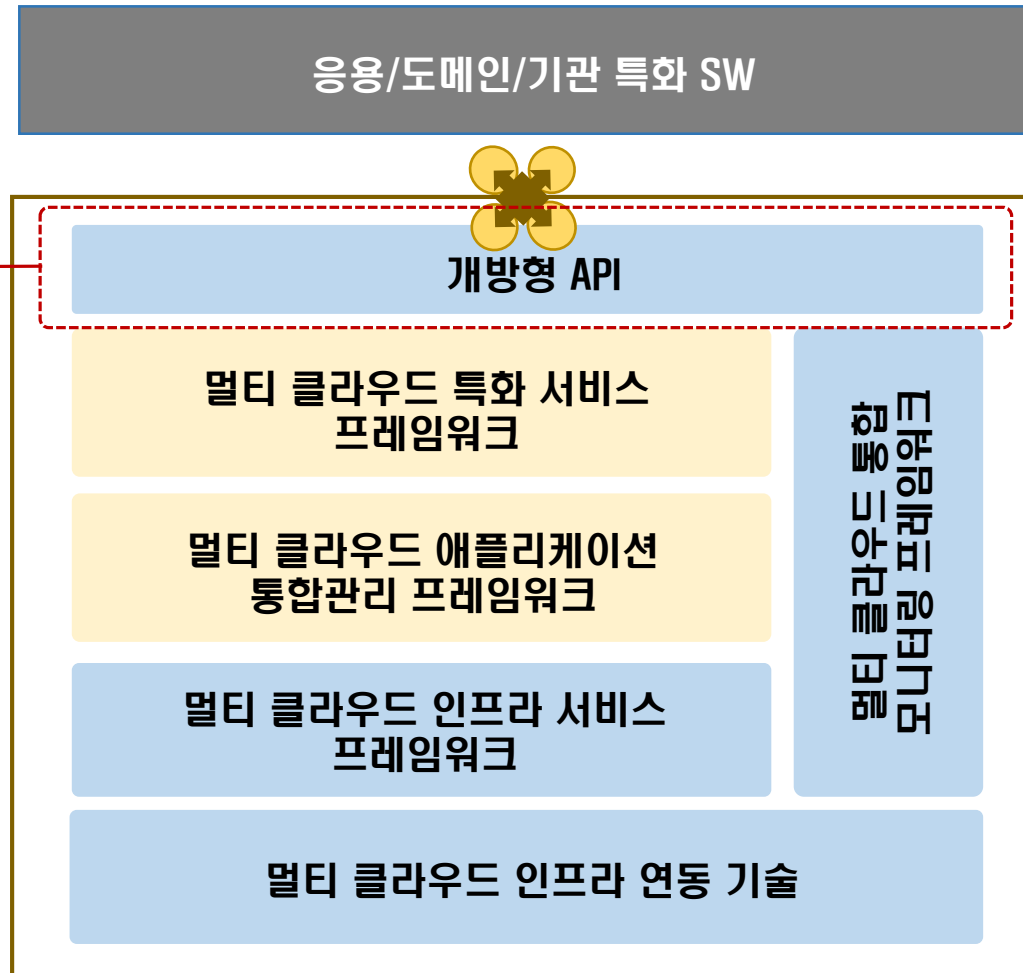 응용/도메인/기관 특화 SW
개방형 API
멀티 클라우드 특화 서비스
프레임워크
멀티 클라우드 애플리케이션
통합관리 프레임워크
멀티 클라우드 인프라 서비스
프레임워크
멀티 클라우드 통합
모니터링 프레임워크
멀티 클라우드 인프라 연동 기술